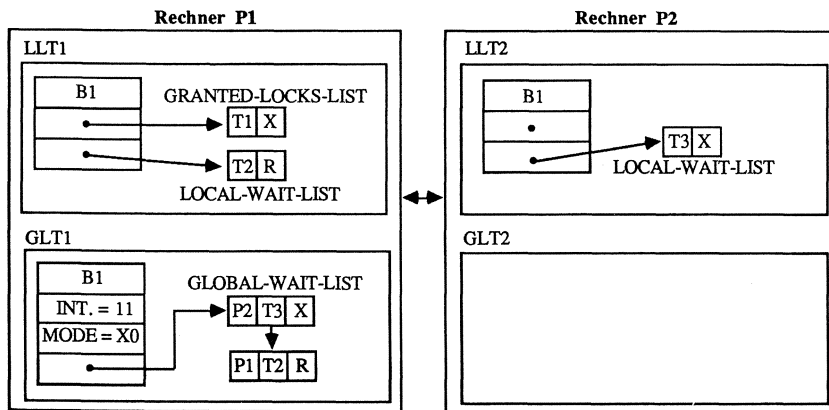 Rechner P1
Rechner P2
LLT1
B1
GRANTED-LOCKS-LIST
T1 X
T2 R
LOCAL-WAIT-LIST
LLT2
B1
T3 X
LOCAL-WAIT-LIST
GLT1
B1
INT. = 11
MODE = X0
GLOBAL-WAIT-LIST
P2 T3 X
P1 T2 R
GLT2